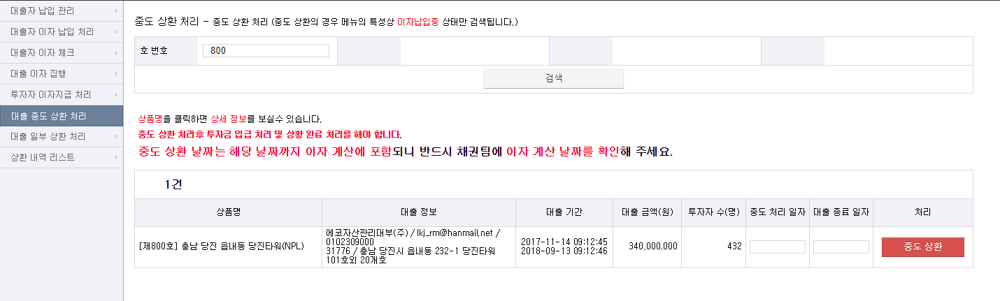 대출자 납입 관리
대출자 이자 납입 처리
대출자 이자 체크
대출 이자 집행
투자자 이자지급 처리
대출 중도 상환 처리
대출 일부 상환 처리
상환 내역 리스트
중도 상환 처리 - 중도 상환 처리 (중도 상환의 경우 메뉴의 특성상 이자납입중 상태만 검색됩니다.)
호 번호 800
검색
상품명을 클릭하면 상세 정보를 보실수 있습니다.
중도 상환 처리후 투자금 입급 처리 및 상황 완료 처리를 해야 합니다.
중도 상환 날짜는 해당 날짜까지 이자 계산에 포함되니 반드시 채권팀에 이자 계산 날짜를 확인해 주세요.
1건
상품명 대출 정보 대출 기간 대출 금액(원) 투자자 수(명) 중도 처리 일자 대출 종료 일자 처리
[제800호] 충남 당진 읍내동 당진타워(NPL)
에코자산관리대부(주) / lkj_rm@hanmail.net /
0102309000
31776 / 충남 당진시 읍내동 232-1 당진타워
101호외 20개호
2017-11-14 09:12:45
2018-09-13 09:12:46
340,000,000
432
중도 상환